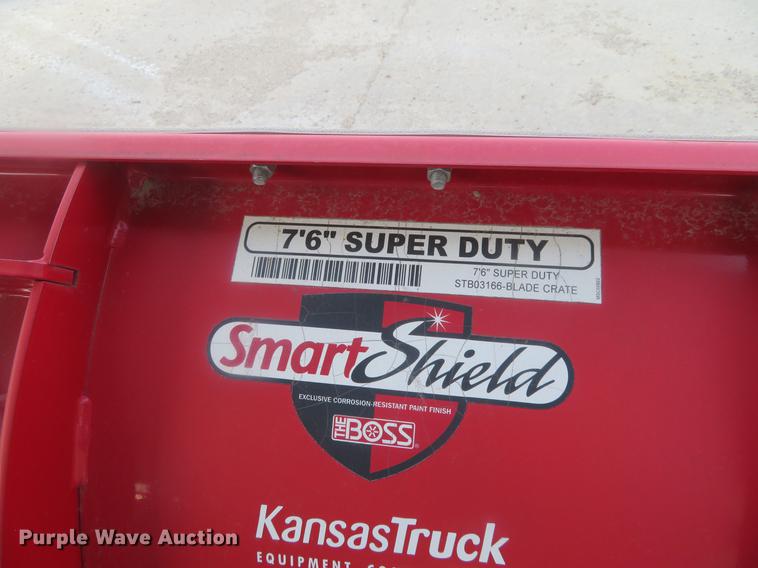 7'6" SUPER DUTY
7'6" SUPER DUTY
STB03166-BLADE CRATE
SmartShield
EXCLUSIVE CORROSION-RESISTANT PAINT FINISH
THE BOSS
KansasTruck
EQUIPMENT
Purple Wave Auction